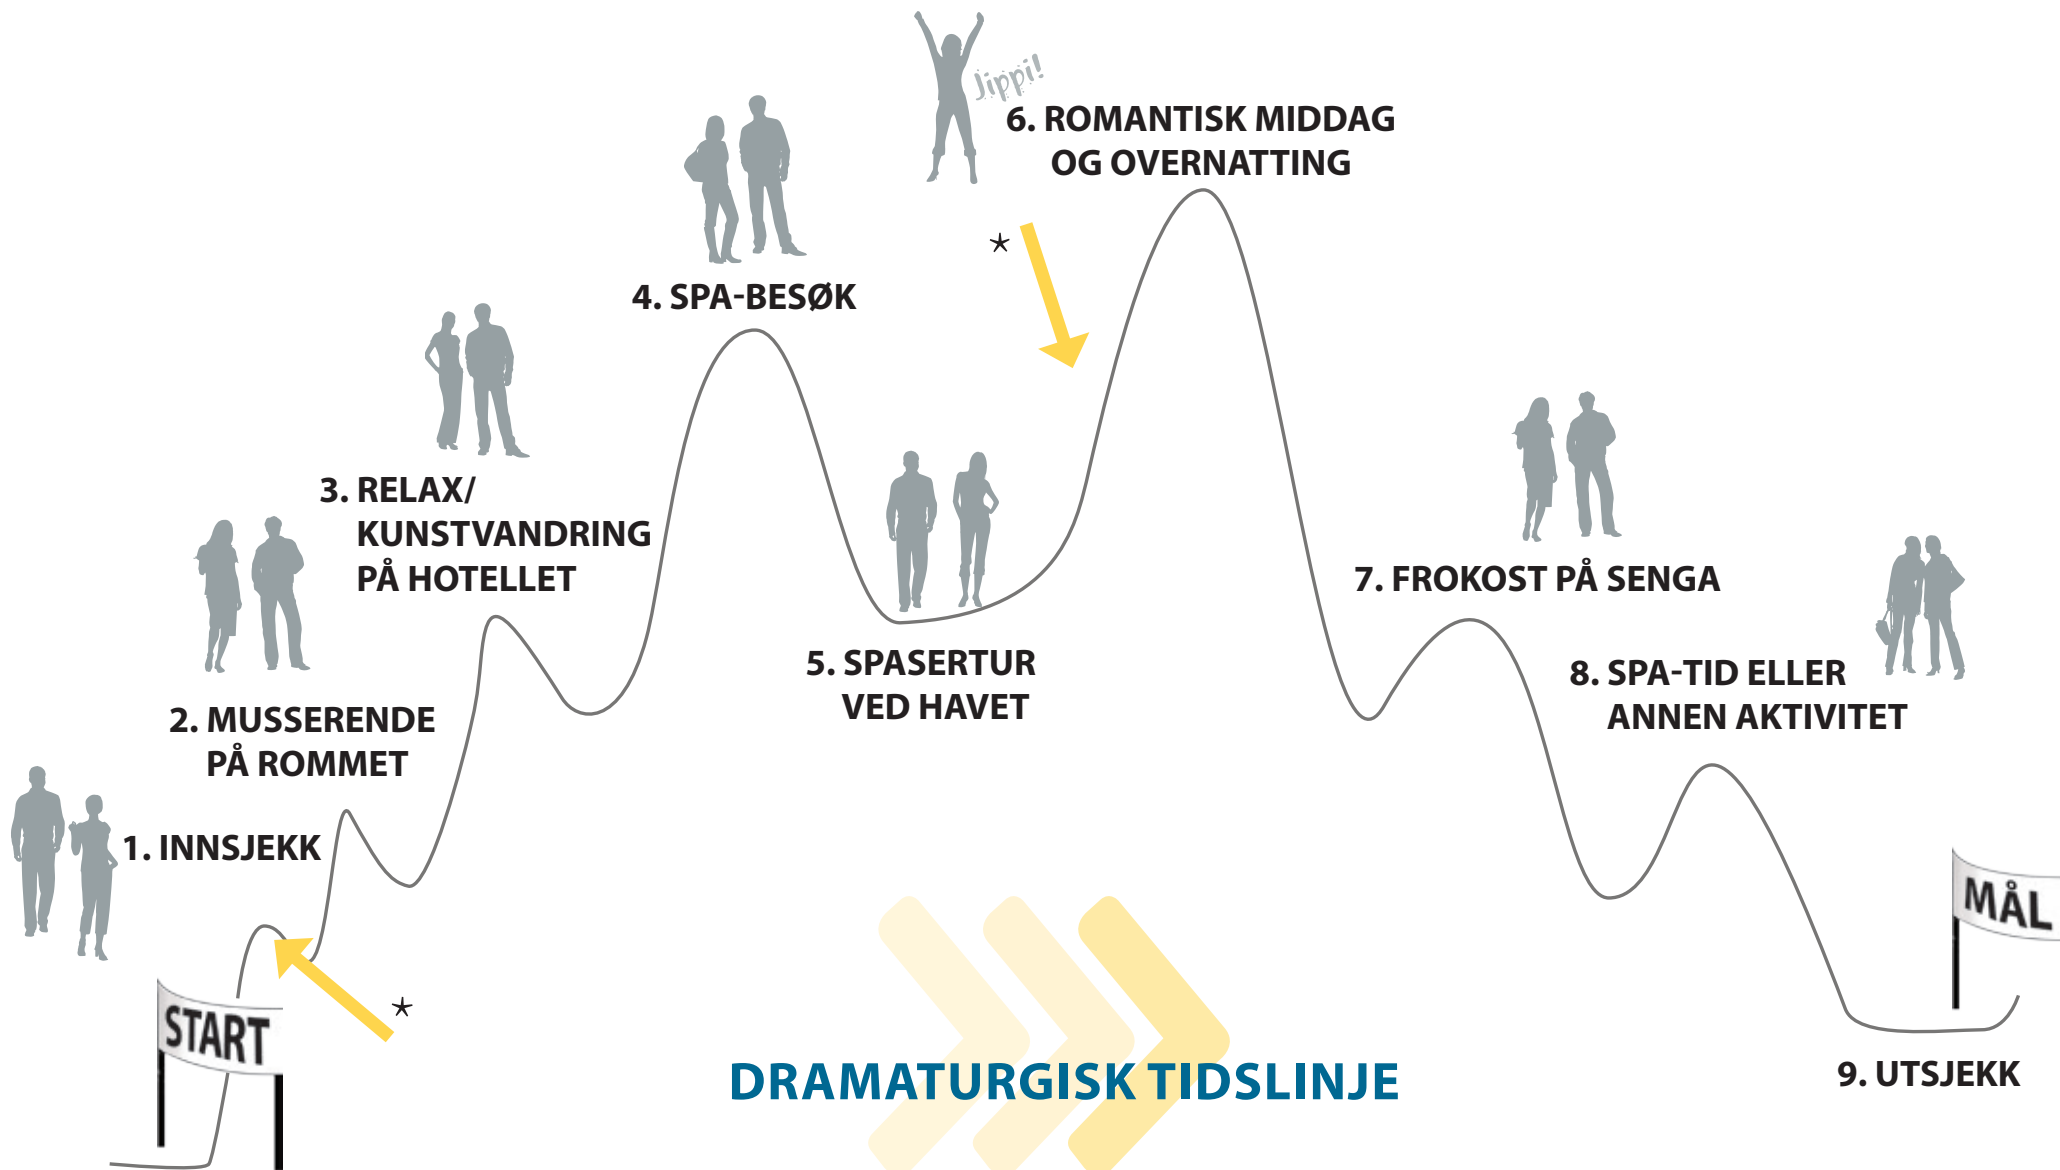 Jippi!
6. ROMANTISK MIDDAG
OG OVERNATTING
*
4. SPA-BESØK
3. RELAX/
KUNSTVANDRING
PÅ HOTELLET
7. FROKOST PÅ SENGA
5. SPASERTUR
VED HAVET
8. SPA-TID ELLER
ANNEN AKTIVITET
2. MUSSERENDE
PÅ ROMMET
1. INNSJEKK
MÅL
*
START
DRAMATURGISK TIDSLINJE
9. UTSJEKK